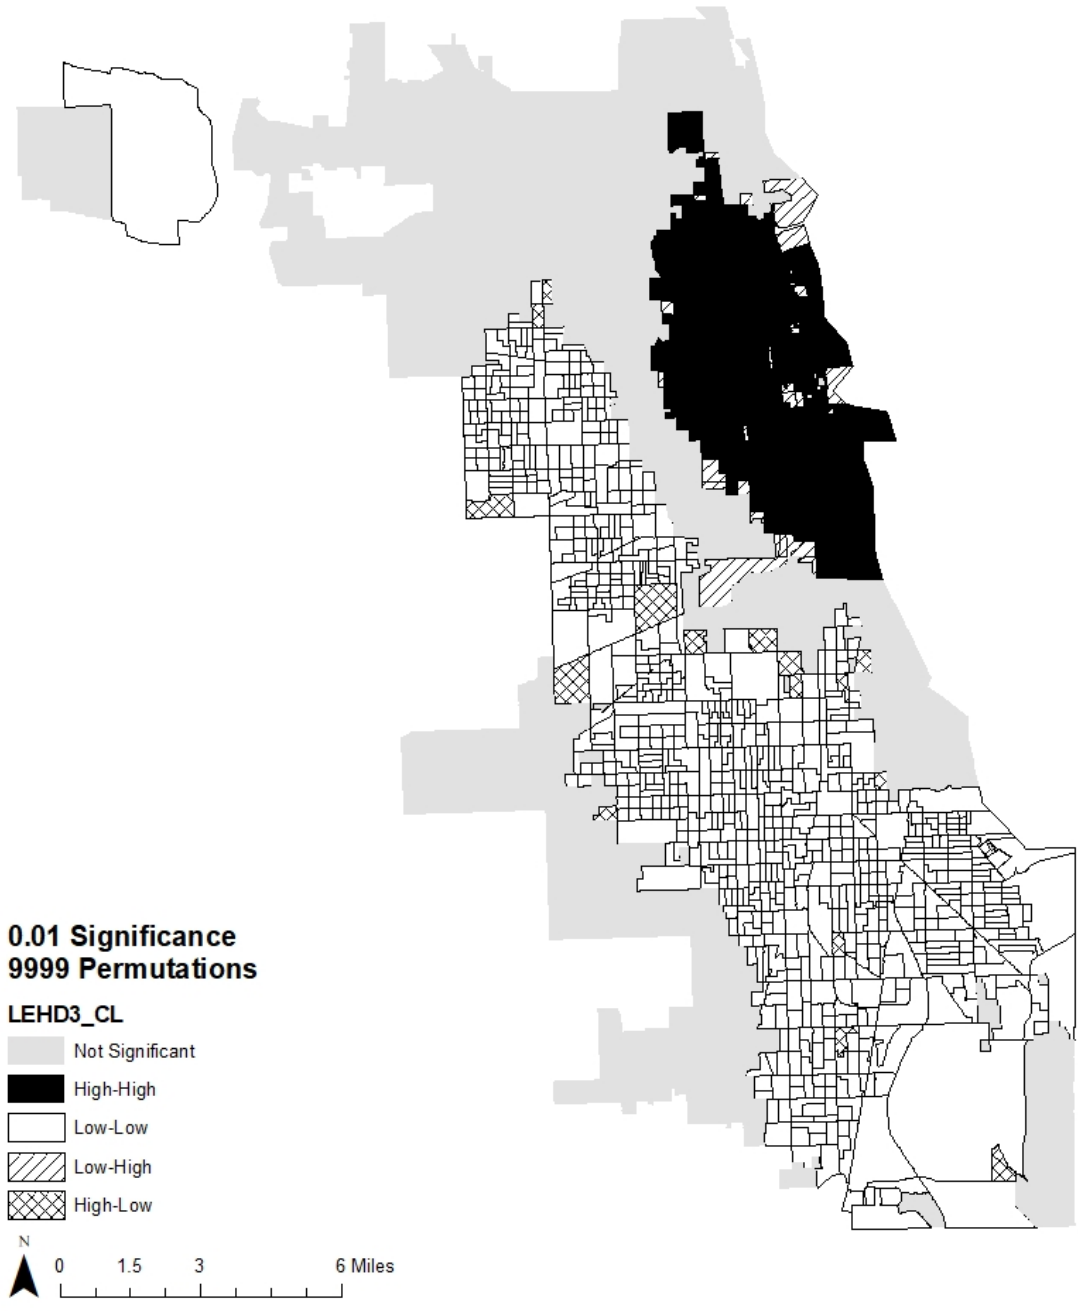 0.01 Significance
9999 Permutations
LEHD3_CL
Not Significant
High-High
Low-Low
Low-High
High-Low
N
0 1.5 3 6 Miles